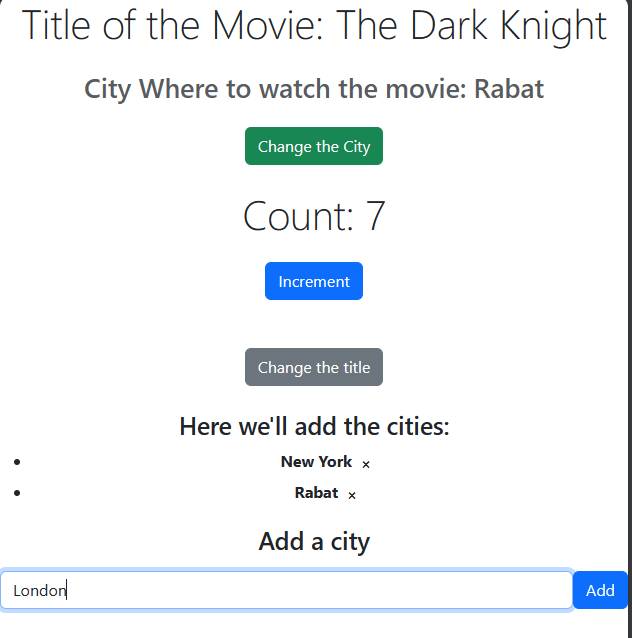 Title of the Movie: The Dark Knight
City Where to watch the movie: Rabat
Change the City
Count: 7
Increment
Change the title
Here we'll add the cities:
New York ×
Rabat ×
Add a city
London
Add